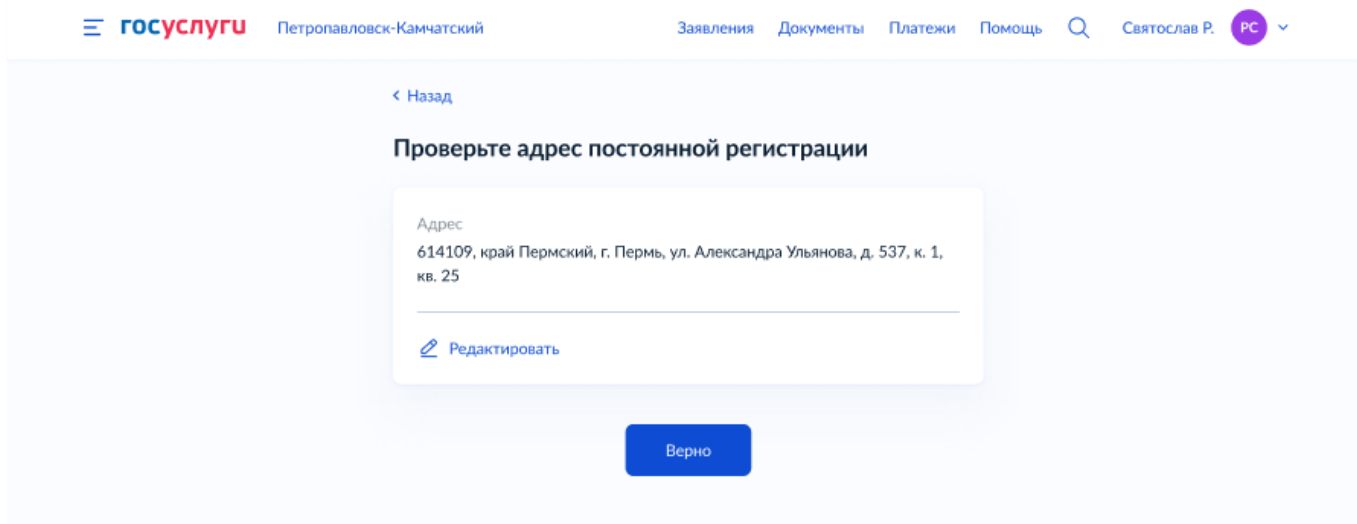 госуслуги Петропавловск-Камчатский Заявления Документы Платежи Помощь Святослав Р. РС
Назад
Проверьте адрес постоянной регистрации
Адрес
614109, край Пермский, г. Пермь, ул. Александра Ульянова, д. 537, к. 1,
кв. 25
Редактировать
Верно